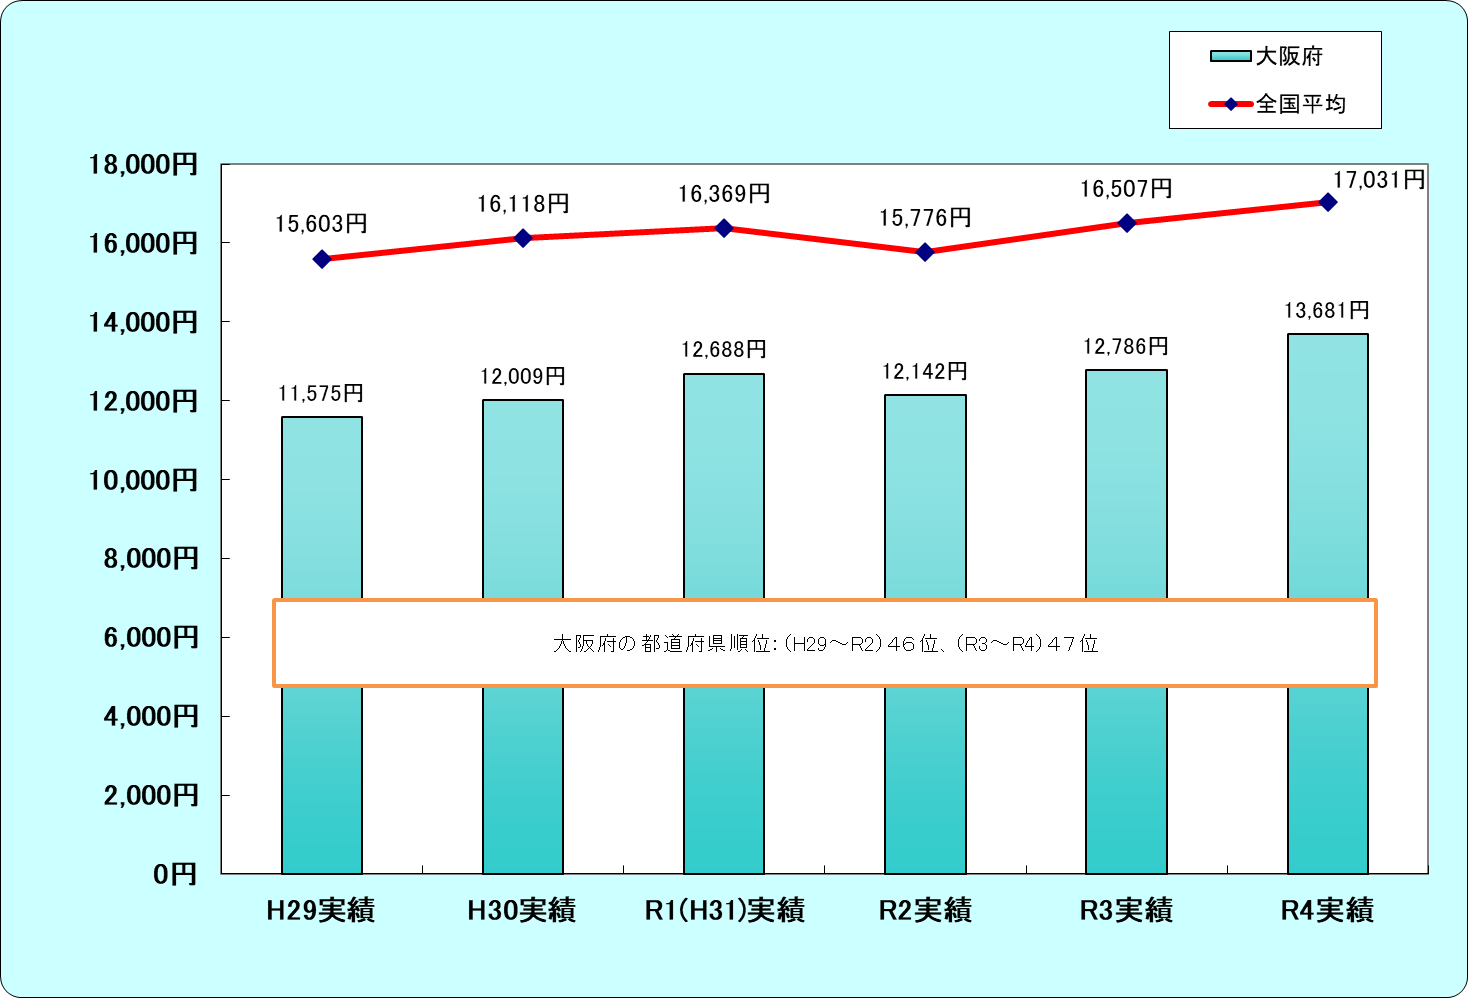 大阪府
全国平均
18,000円
16,000円
14,000円
12,000円
10,000円
8,000円
6,000円
4,000円
2,000円
0円
15,603円
16,118円
16,369円
15,776円
16,507円
17,031円
11,575円
12,009円
12,688円
12,142円
12,786円
13,681円
大阪府の都道府県順位:(H29～R2)46位、(R3～R4)47位
H29実績
H30実績
R1(H31)実績
R2実績
R3実績
R4実績